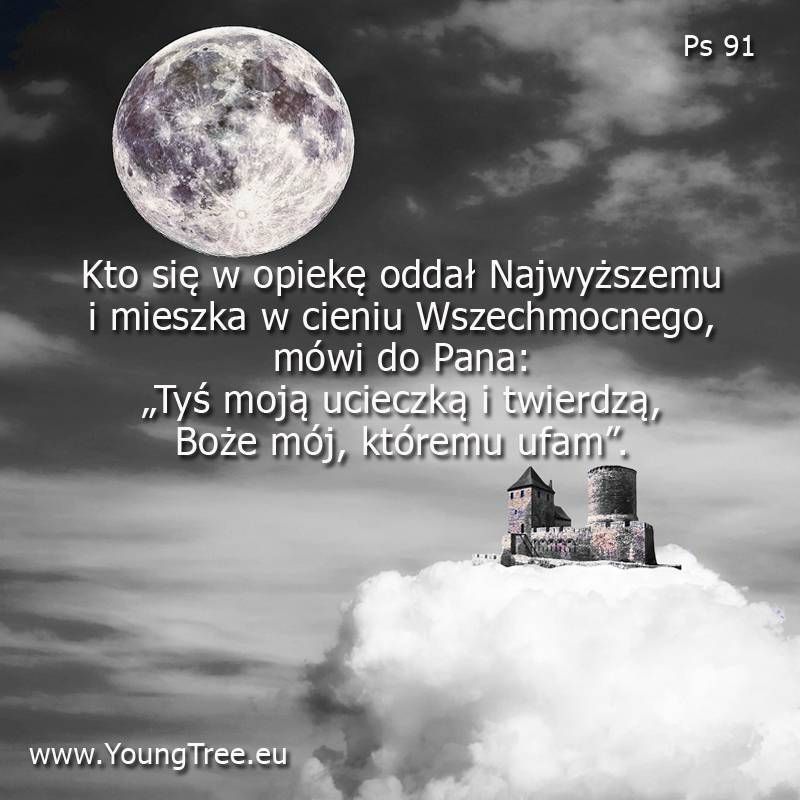 Ps 91
Kto się w opiekę oddał Najwyższemu
i mieszka w cieniu Wszechmocnego,
mówi do Pana:
„Tyś moją ucieczką i twierdzą,
Boże mój, któremu ufam”.
www.YoungTree.eu